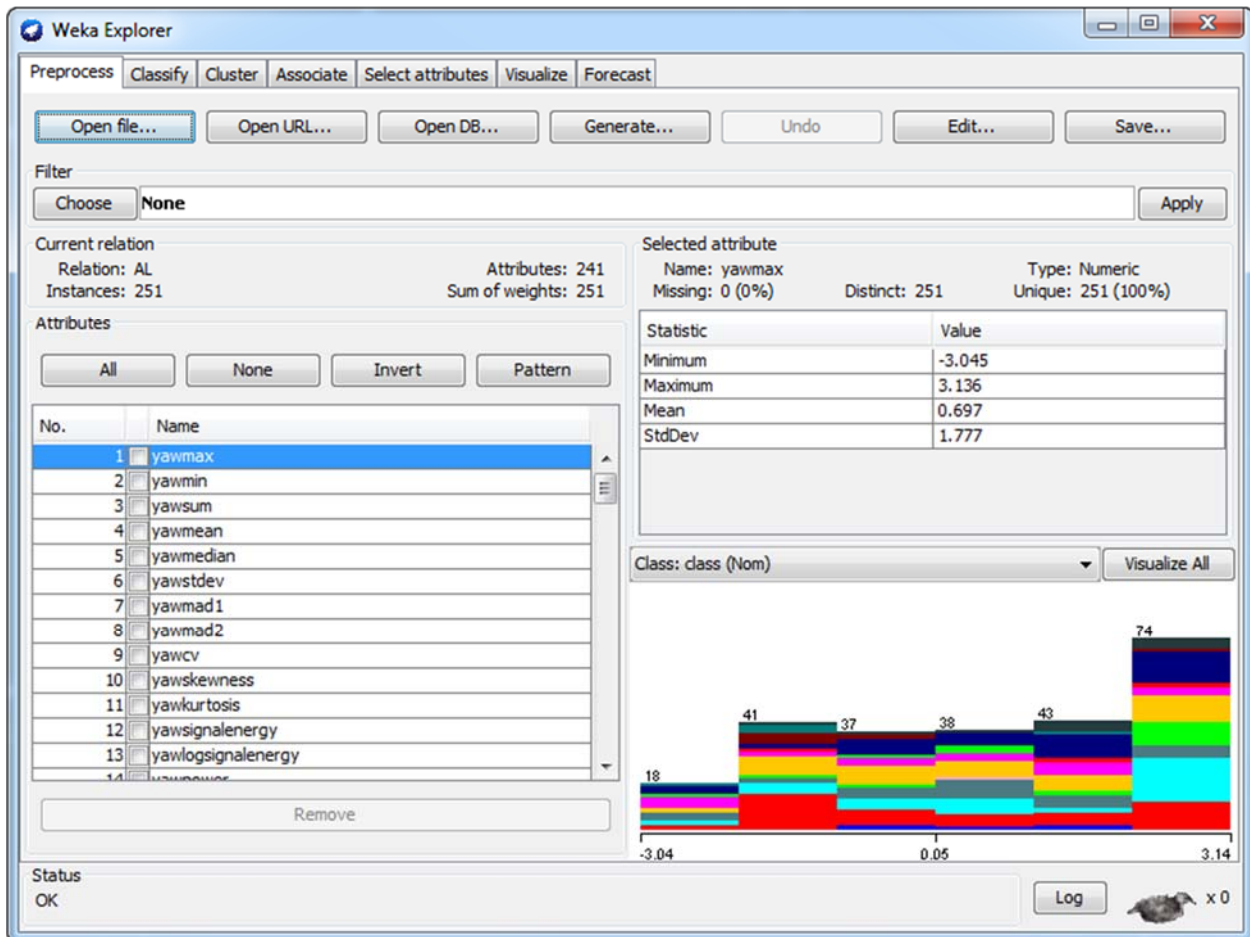 Weka Explorer
Preprocess Classify Cluster Associate Select attributes Visualize Forecast
Open file... Open URL... Open DB... Generate... Undo Edit... Save...
Filter
Choose None Apply
Current relation
Relation: AL Attributes: 241
Instances: 251 Sum of weights: 251
Selected attribute
Name: yawmax Type: Numeric
Missing: 0 (0%) Distinct: 251 Unique: 251 (100%)
Attributes
All None Invert Pattern
No. Name
1 yawmax
2 yawmin
3 yawsum
4 yawmean
5 yawmedian
6 yawstdev
7 yawmad1
8 yawmad2
9 yawcv
10 yawskewness
11 yawkurtosis
12 yawsignalenergy
13 yawlogsignalenergy
14 yawpower
Remove
Statistic Value
Minimum -3.045
Maximum 3.136
Mean 0.697
StdDev 1.777
Class: class (Nom) Visualize All
18 41 37 38 43 74
-3.04 0.05 3.14
Status
OK
Log x 0